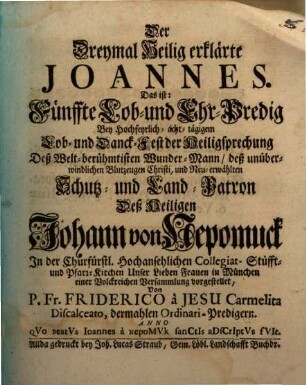 Der
Dreymal Heilig erklärte
JOANNES.
Das ist:
Fünffte Lob- und Ehr-Predig
Bey Hochfeyrlich- acht- tägigem
Lob- und Danck-Fest der Heiligsprechung
Deß Welt-berühmtisten Wunder-Mann / deß unüber-
windlichen Blutzeugen Christi, und Neu-erwählten
Schutz- und Land-Patron
Deß Heiligen
Johann von Nepomuck
In der Churfürstl. Hochansehlichen Collegiat-Stüfft-
und Pfarr-Kirchen Unser Lieben Frauen in München
einer Volckreichen Versammlung vorgestellet,
Von
P. Fr. FRIDERICO à JESU Carmelita
Discalceato, dermahlen Ordinari-Predigern.
ANNO
Ioannes à nepoMVk sanCtIs aDsCrIptVs fVIt.
Allda gedruckt bey Joh. Lucas Straub, Gem. Löbl. Landschafft Buchdr.